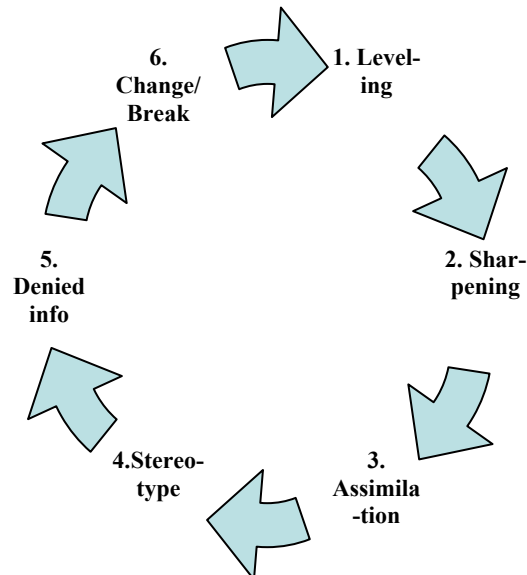 1. Level-
ing
2. Shar-
pening
3.
Assimila
-tion
4.Stereo-
type
5.
Denied
info
6.
Change/
Break